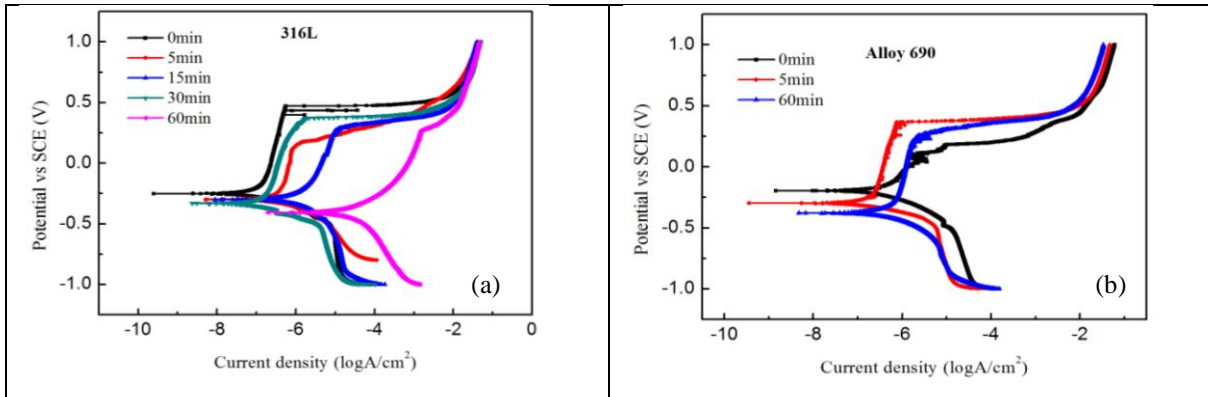 316L
0min
5min
15min
30min
60min
1.0
0.5
0.0
-0.5
-1.0
Potential vs SCE (V)
-10 -8 -6 -4 -2 0
Current density (logA/cm²)
(a)
Alloy 690
0min
5min
60min
1.0
0.5
0.0
-0.5
-1.0
Potential vs SCE (V)
-10 -8 -6 -4 -2
Current density (logA/cm²)
(b)